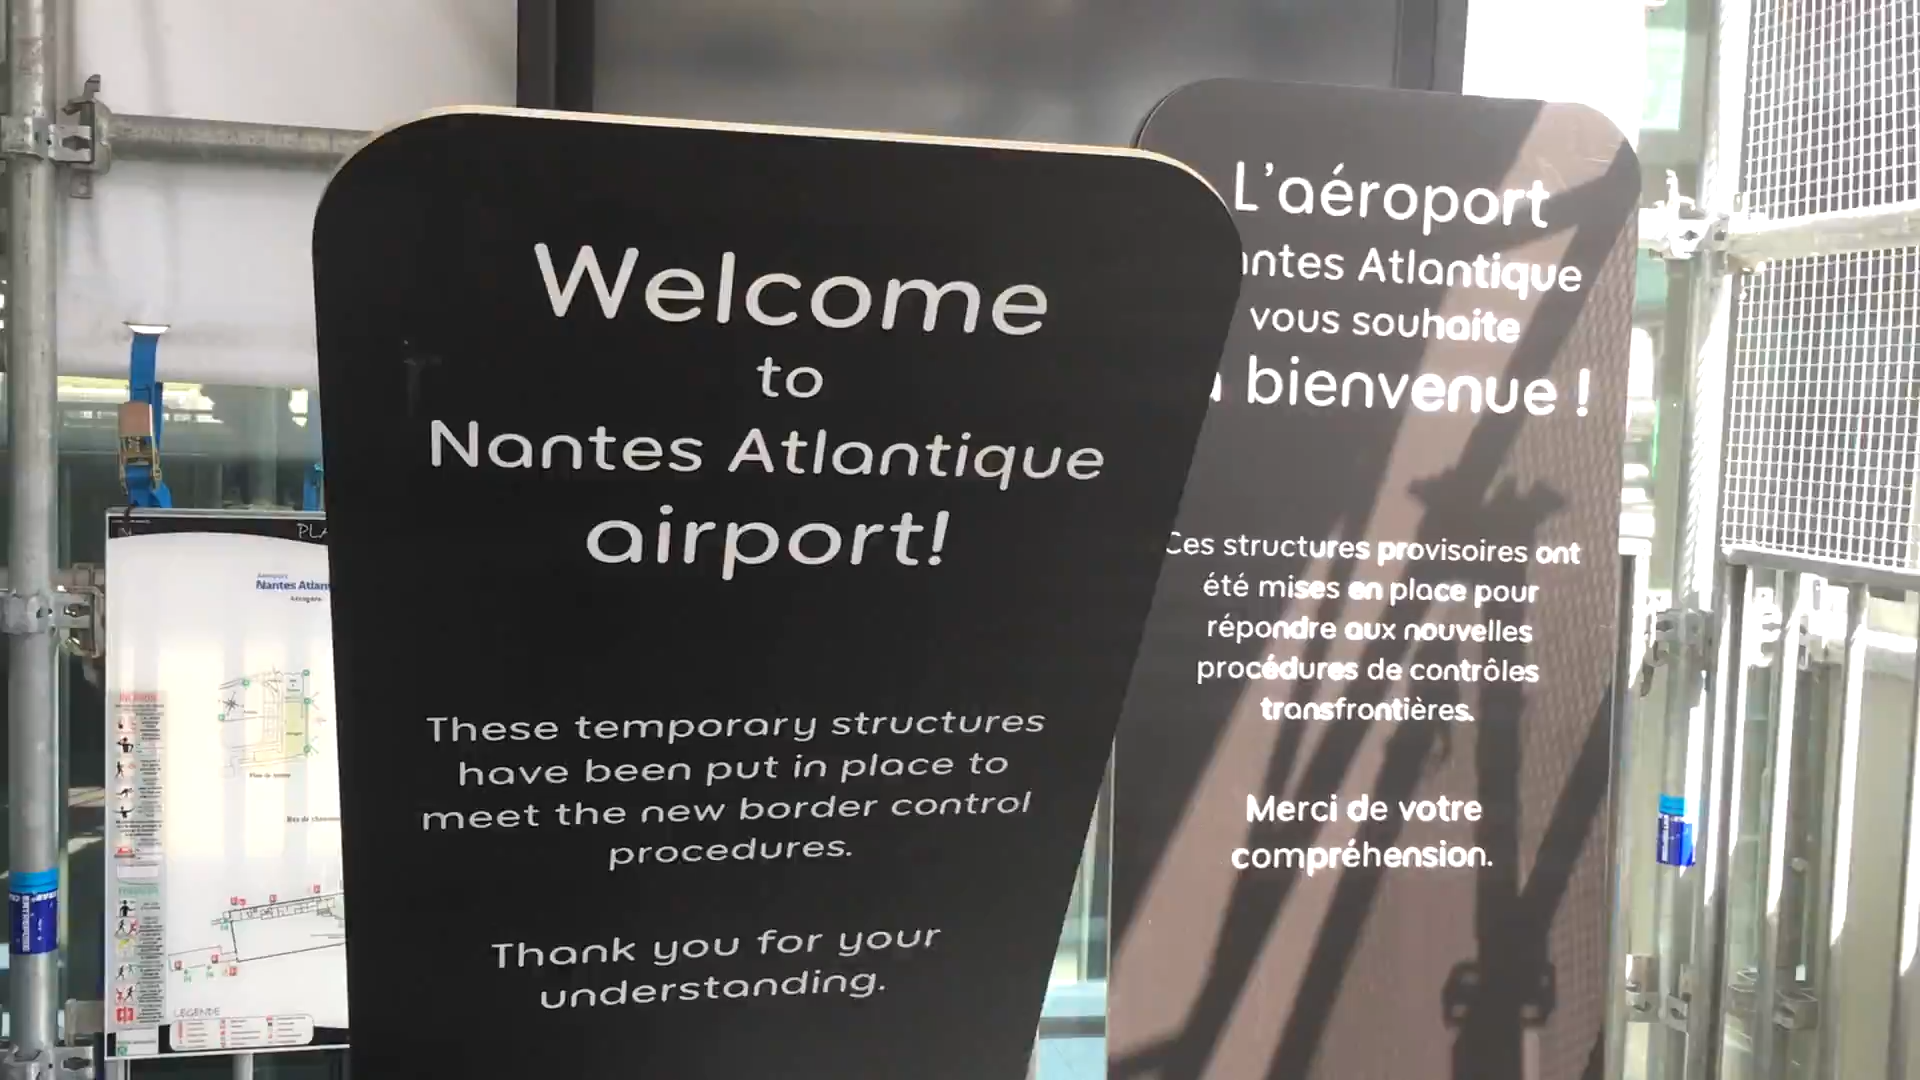 Welcome
to
Nantes Atlantique
airport!
These temporary structures
have been put in place to
meet the new border control
procedures.
Thank you for your
understanding.
L'aéroport
Atlantique
vous souhaite
bienvenue !
Ces structures provisoires ont
été mises en place pour
répondre aux nouvelles
procédures de contrôles
transfrontières.
Merci de votre
compréhension.
Nantes
LÉGENDE